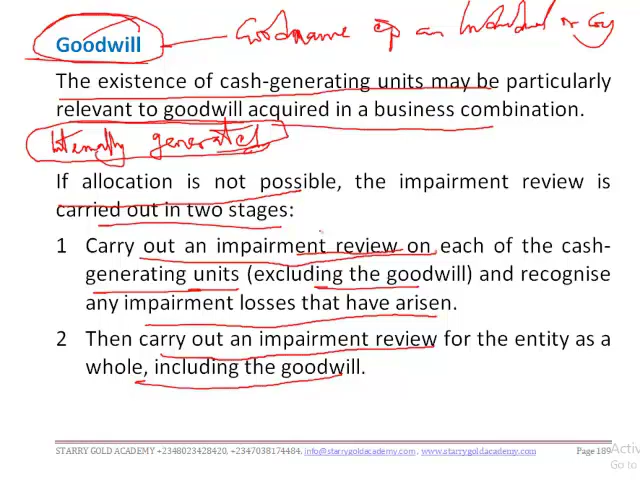 Goodwill
Goodname of an Individual or Coy
The existence of cash-generating units may be particularly
relevant to goodwill acquired in a business combination.
Internally generated
If allocation is not possible, the impairment review is
carried out in two stages:
1 Carry out an impairment review on each of the cash-
generating units (excluding the goodwill) and recognise
any impairment losses that have arisen.
2 Then carry out an impairment review for the entity as a
whole, including the goodwill.
STARRY GOLD ACADEMY +2348023428420, +2347038174484, info@starrygoldacademy.com , www.starrygoldacademy.com Page 189
Activ
Go to